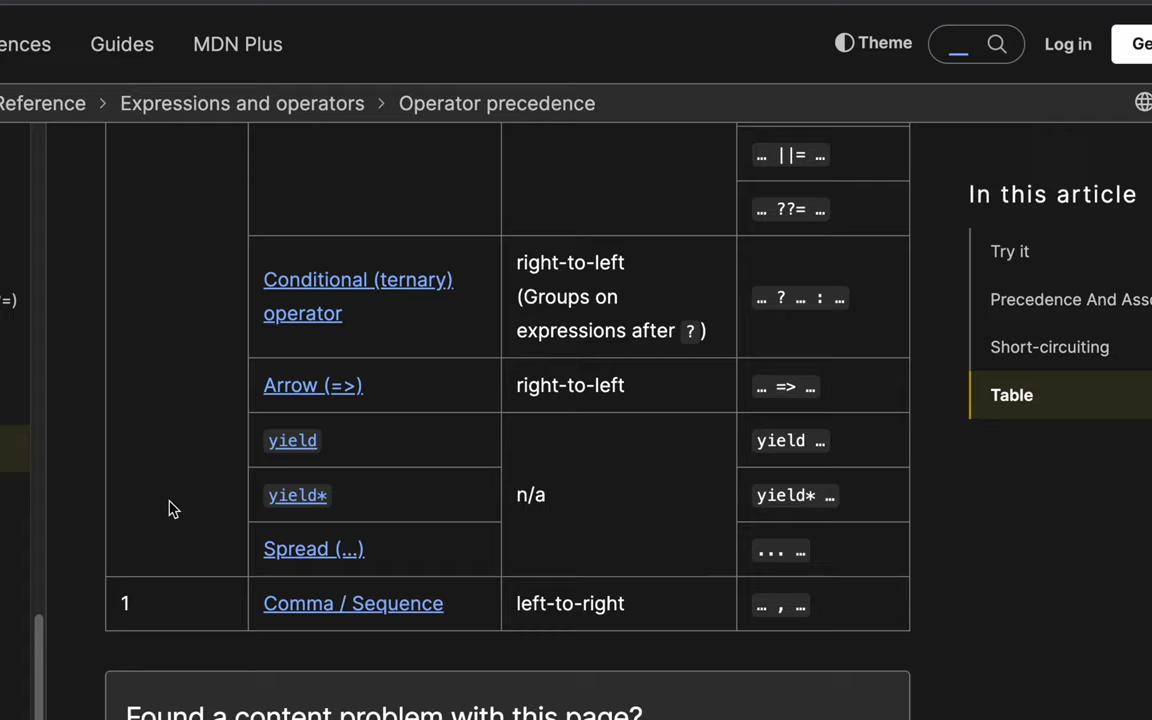 ences Guides MDN Plus Theme Log in Ge
Reference > Expressions and operators > Operator precedence
… ||= …
… ??= …
?=)
Conditional (ternary)
operator
right-to-left
(Groups on
expressions after ?)
… ? … : …
Arrow (=>)
right-to-left
… => …
yield
n/a
yield …
yield*
yield* …
Spread (...)
... …
1
Comma / Sequence
left-to-right
… , …
Found a content problem with this page?
In this article
Try it
Precedence And Asso
Short-circuiting
Table